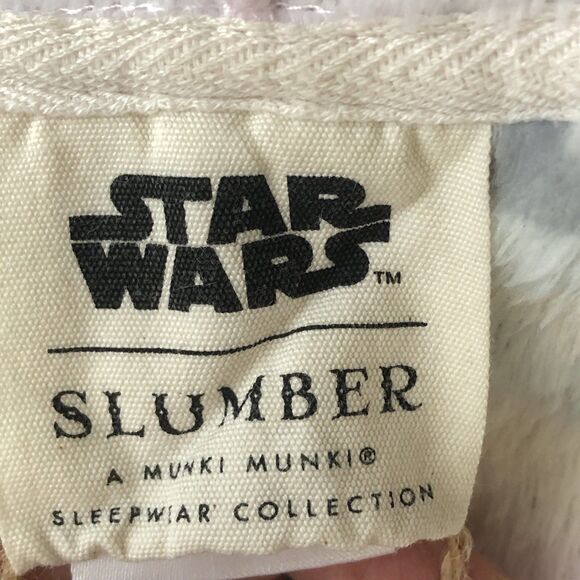 STAR
WARS™
SLUMBER
A MUNKI MUNKI®
SLEEPWEAR COLLECTION